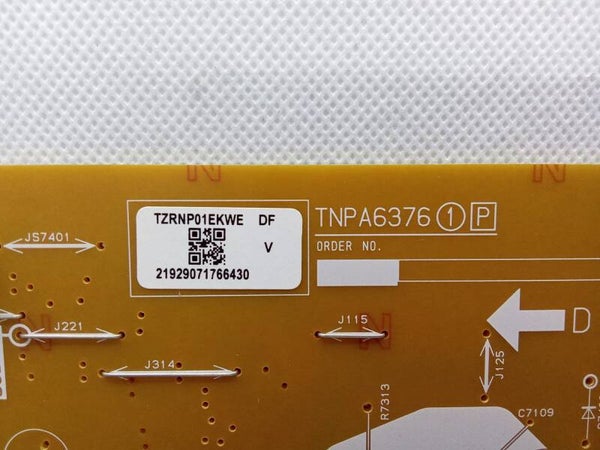 N N
TZRNP01EKWE DF
V
21929071766430
TNPA6376 1 P
ORDER NO.
JS7401
J221
J115
N N
D
J314
J125
R7313
C7109